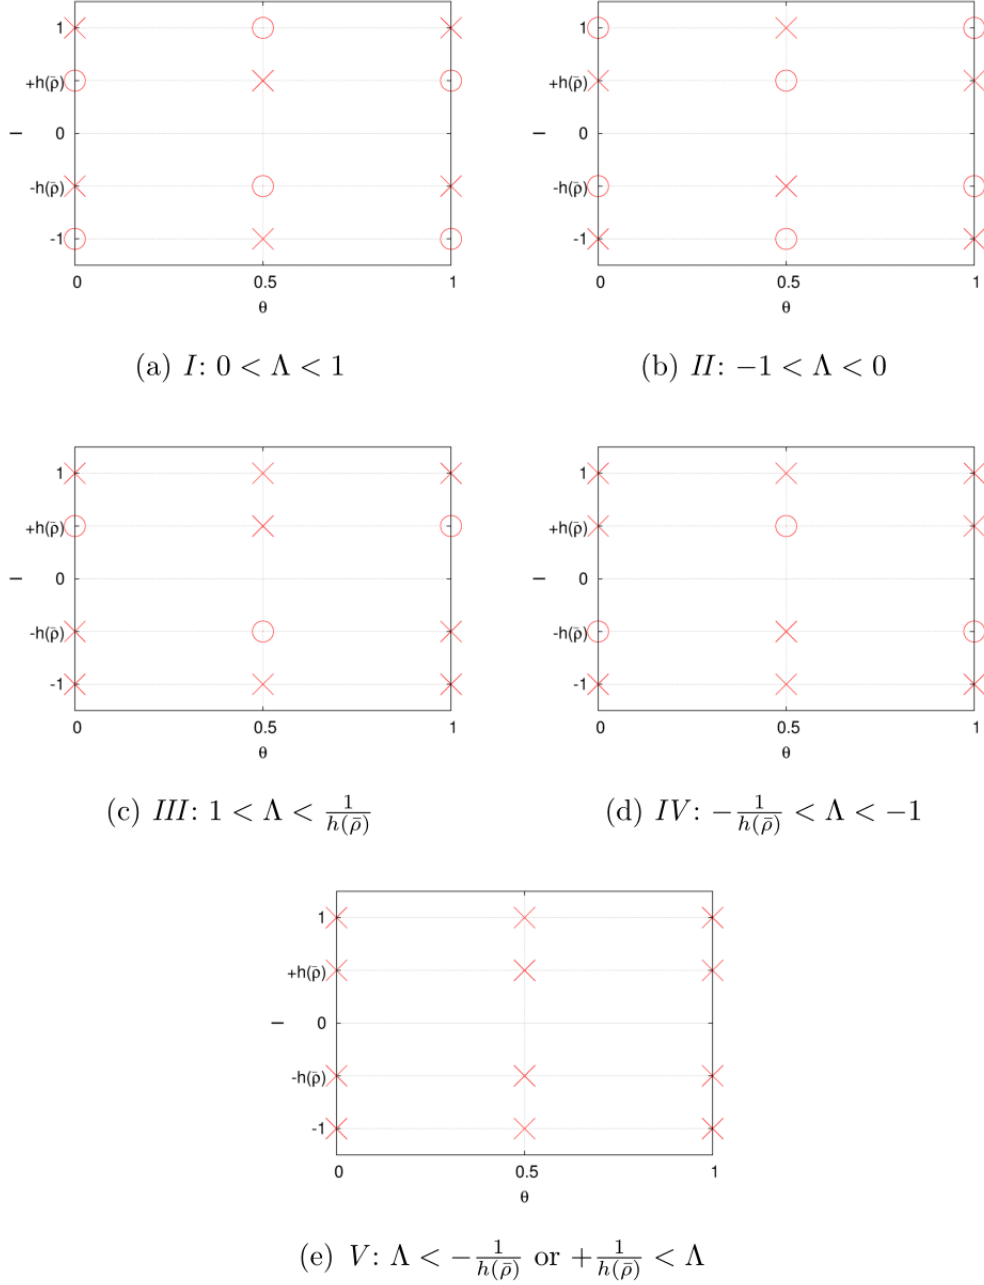 1
+h(ρ̄)
0
-h(ρ̄)
-1
I
0 0.5 1
θ
(a) I: 0 < Λ < 1
1
+h(ρ̄)
0
-h(ρ̄)
-1
I
0 0.5 1
θ
(b) II: −1 < Λ < 0
1
+h(ρ̄)
0
-h(ρ̄)
-1
I
0 0.5 1
θ
(c) III: 1 < Λ < 1/h(ρ̄)
1
+h(ρ̄)
0
-h(ρ̄)
-1
I
0 0.5 1
θ
(d) IV: −1/h(ρ̄) < Λ < −1
1
+h(ρ̄)
0
-h(ρ̄)
-1
I
0 0.5 1
θ
(e) V: Λ < −1/h(ρ̄) or +1/h(ρ̄) < Λ